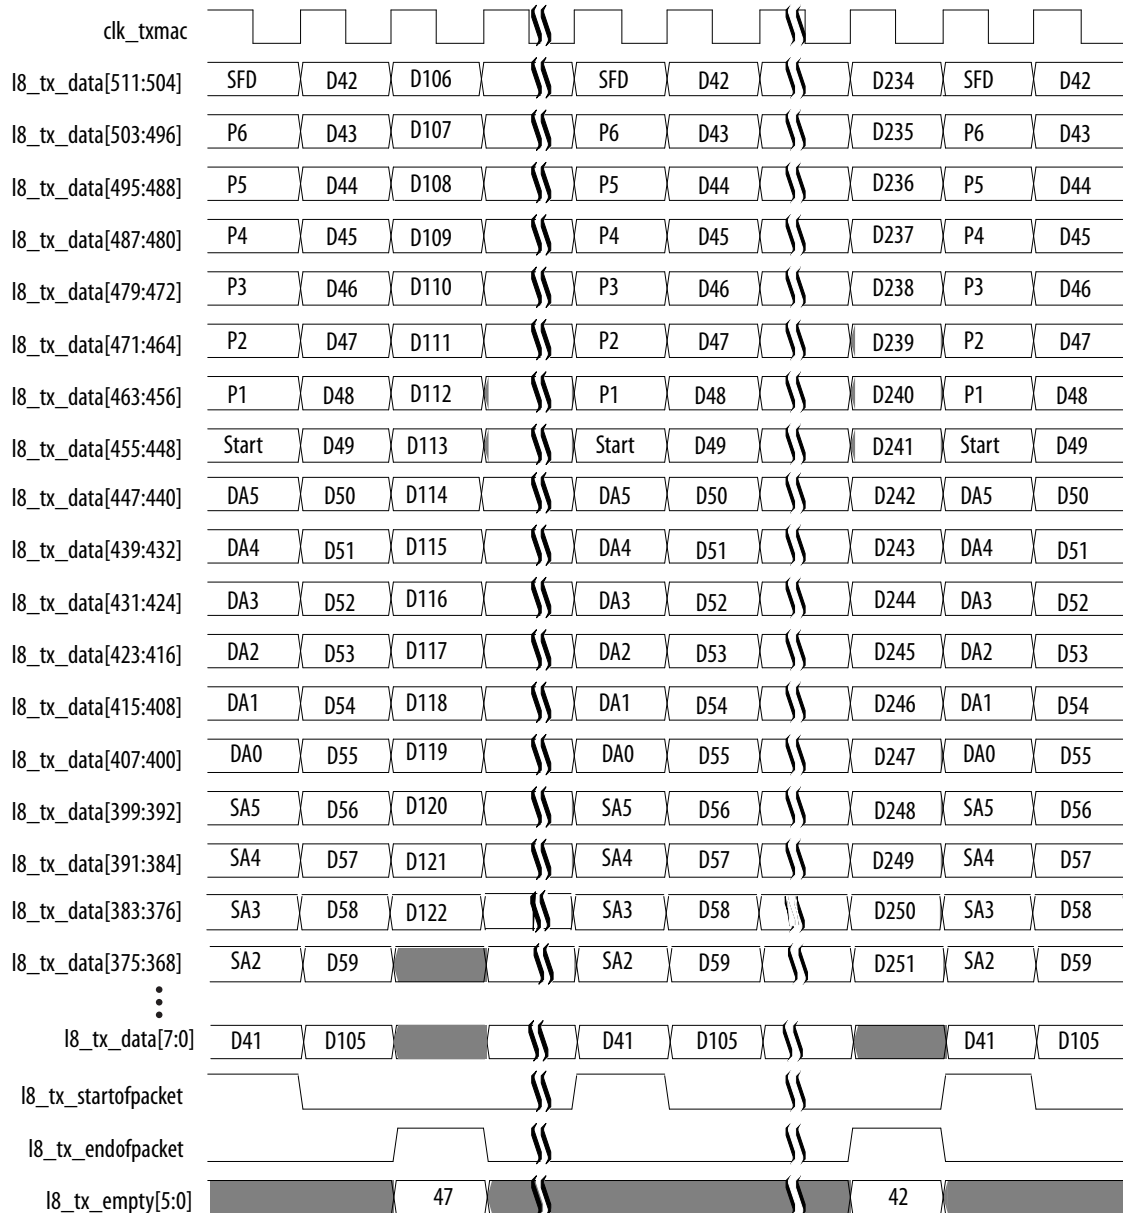 clk_txmac
l8_tx_data[511:504] SFD D42 D106 SFD D42 D234 SFD D42
l8_tx_data[503:496] P6 D43 D107 P6 D43 D235 P6 D43
l8_tx_data[495:488] P5 D44 D108 P5 D44 D236 P5 D44
l8_tx_data[487:480] P4 D45 D109 P4 D45 D237 P4 D45
l8_tx_data[479:472] P3 D46 D110 P3 D46 D238 P3 D46
l8_tx_data[471:464] P2 D47 D111 P2 D47 D239 P2 D47
l8_tx_data[463:456] P1 D48 D112 P1 D48 D240 P1 D48
l8_tx_data[455:448] Start D49 D113 Start D49 D241 Start D49
l8_tx_data[447:440] DA5 D50 D114 DA5 D50 D242 DA5 D50
l8_tx_data[439:432] DA4 D51 D115 DA4 D51 D243 DA4 D51
l8_tx_data[431:424] DA3 D52 D116 DA3 D52 D244 DA3 D52
l8_tx_data[423:416] DA2 D53 D117 DA2 D53 D245 DA2 D53
l8_tx_data[415:408] DA1 D54 D118 DA1 D54 D246 DA1 D54
l8_tx_data[407:400] DA0 D55 D119 DA0 D55 D247 DA0 D55
l8_tx_data[399:392] SA5 D56 D120 SA5 D56 D248 SA5 D56
l8_tx_data[391:384] SA4 D57 D121 SA4 D57 D249 SA4 D57
l8_tx_data[383:376] SA3 D58 D122 SA3 D58 D250 SA3 D58
l8_tx_data[375:368] SA2 D59 SA2 D59 D251 SA2 D59
l8_tx_data[7:0] D41 D105 D41 D105 D41 D105
l8_tx_startofpacket
l8_tx_endofpacket
l8_tx_empty[5:0] 47 42